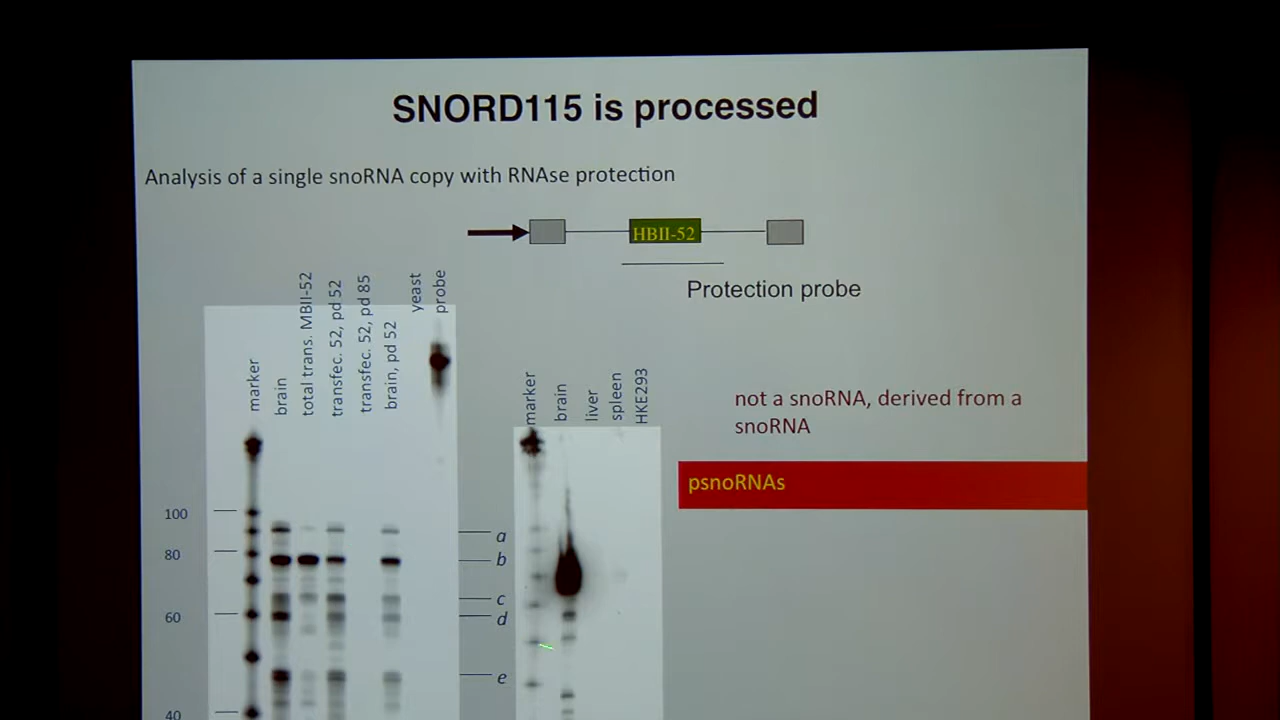 SNORD115 is processed
Analysis of a single snoRNA copy with RNAse protection
HBII-52
Protection probe
marker
brain
total trans. MBII-52
transfec. 52, pd 52
transfec. 52, pd 85
brain, pd 52
yeast
probe
marker
brain
liver
spleen
HKE293
not a snoRNA, derived from a
snoRNA
psnoRNAs
100
80
60
40
a
b
c
d
e